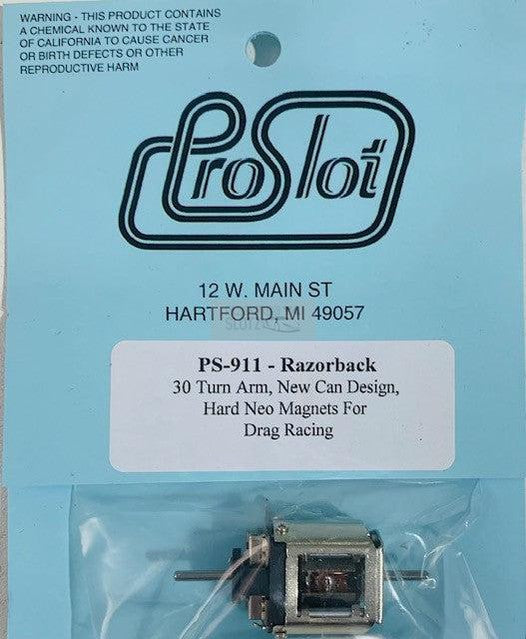 WARNING - THIS PRODUCT CONTAINS
A CHEMICAL KNOWN TO THE STATE
OF CALIFORNIA TO CAUSE CANCER
OR BIRTH DEFECTS OR OTHER
REPRODUCTIVE HARM
ProSlot
12 W. MAIN ST
HARTFORD, MI 49057
PS-911 - Razorback
30 Turn Arm, New Can Design,
Hard Neo Magnets For
Drag Racing